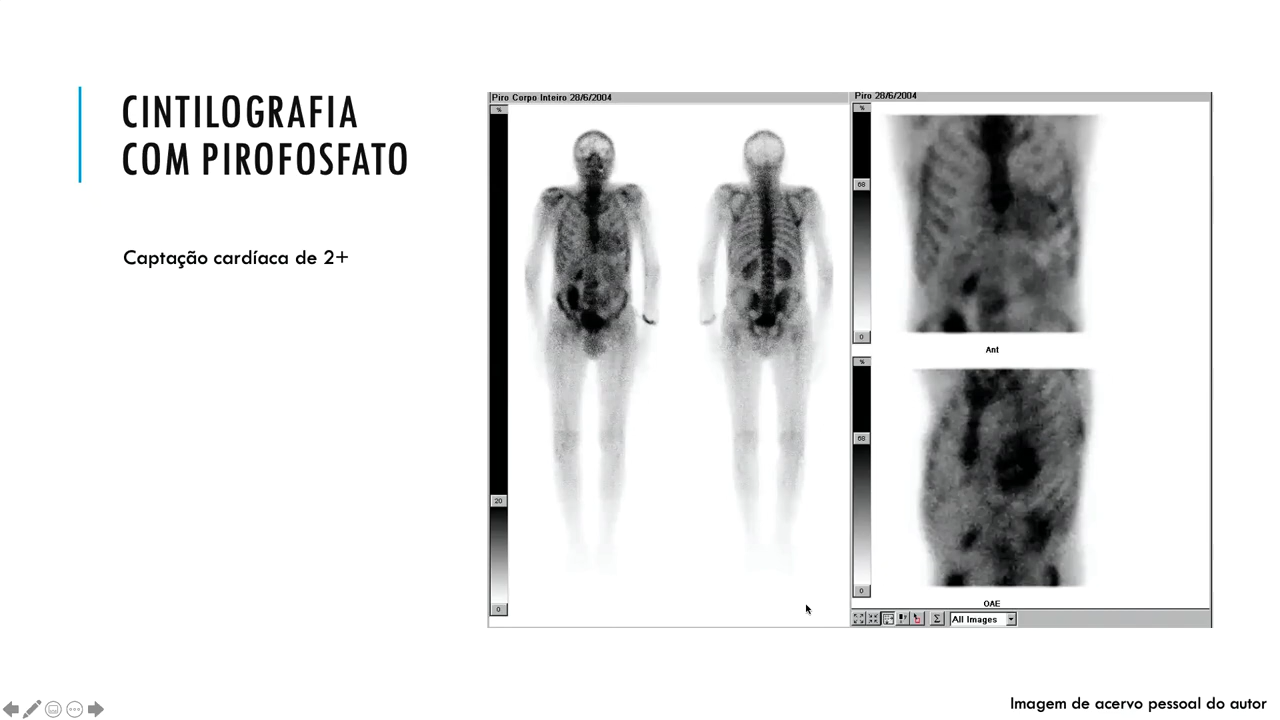 CINTILOGRAFIA
COM PIROFOSFATO
Captação cardíaca de 2+
Piro Corpo Inteiro 28/6/2004
%
20
0
Piro 28/6/2004
%
68
0
Ant
%
68
0
OAE
Σ
All Images
Imagem de acervo pessoal do autor